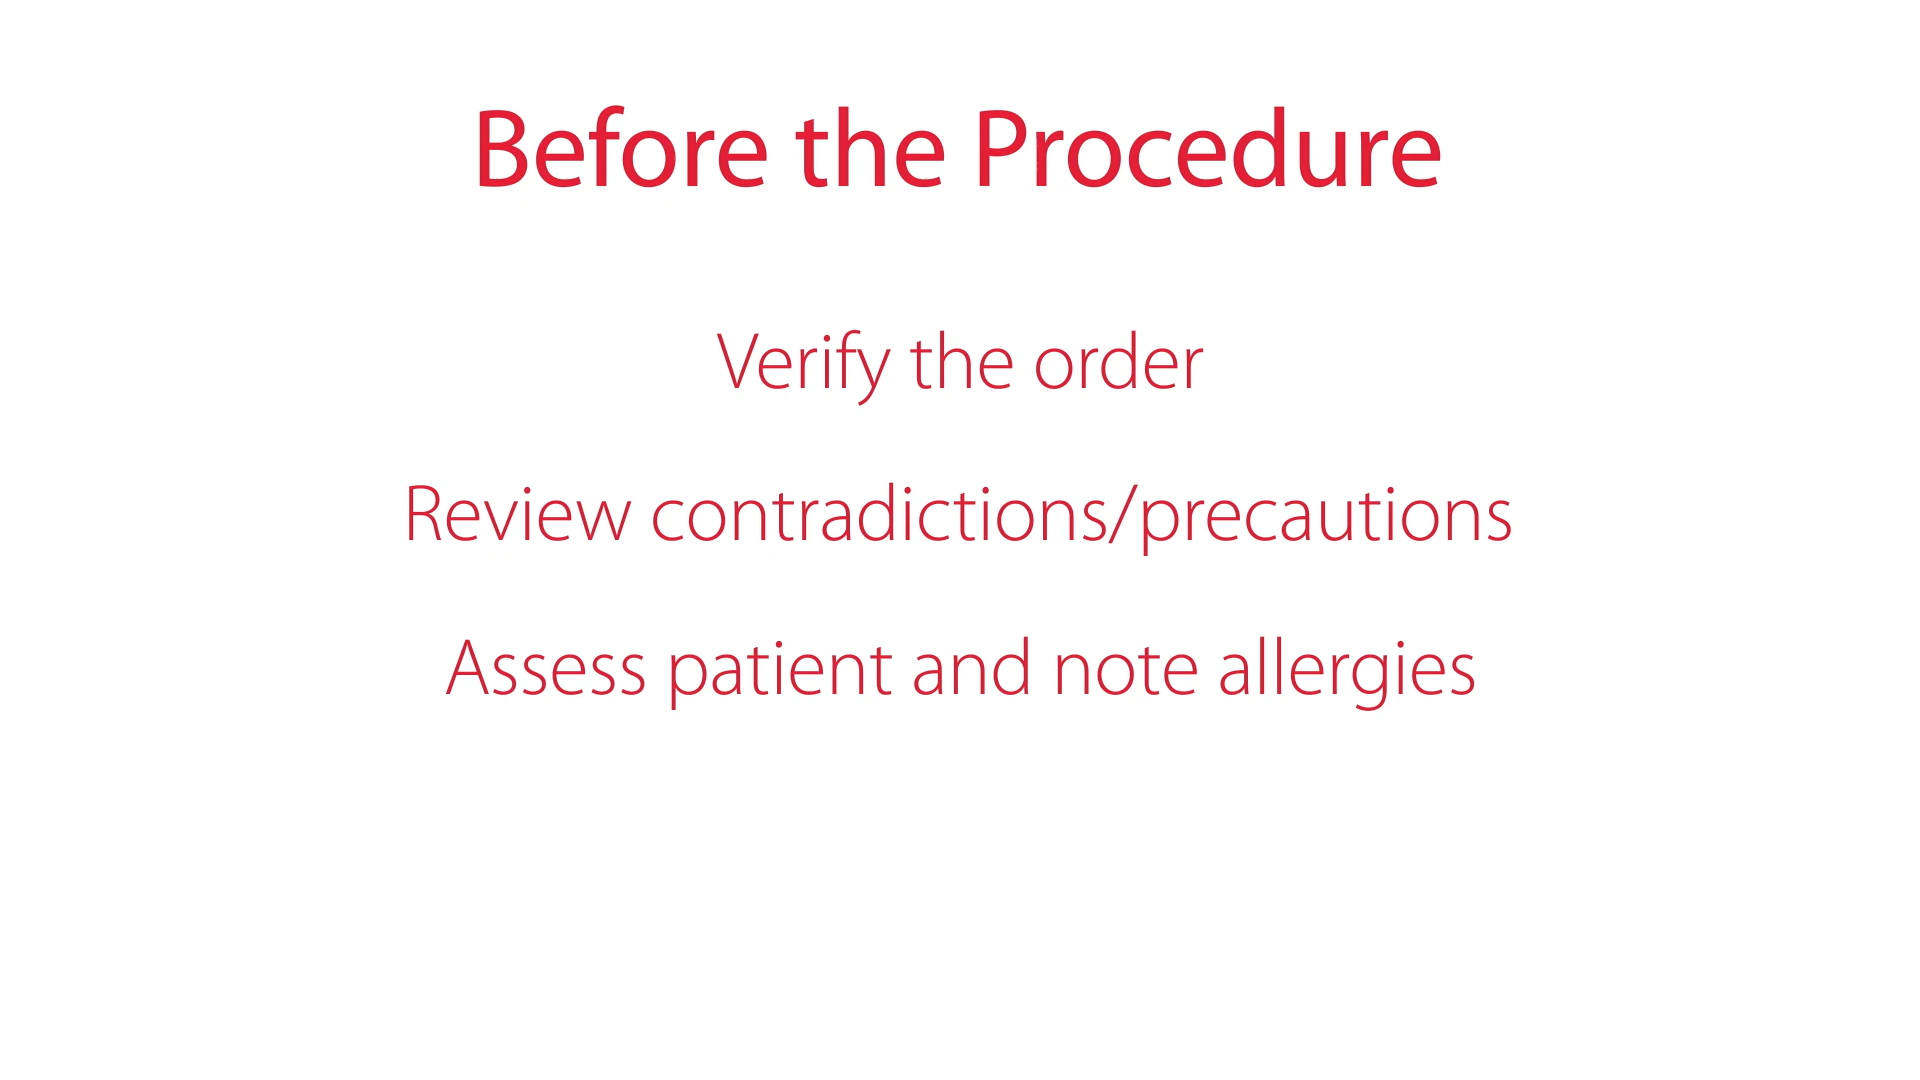 Before the Procedure
Verify the order
Review contradictions/precautions
Assess patient and note allergies